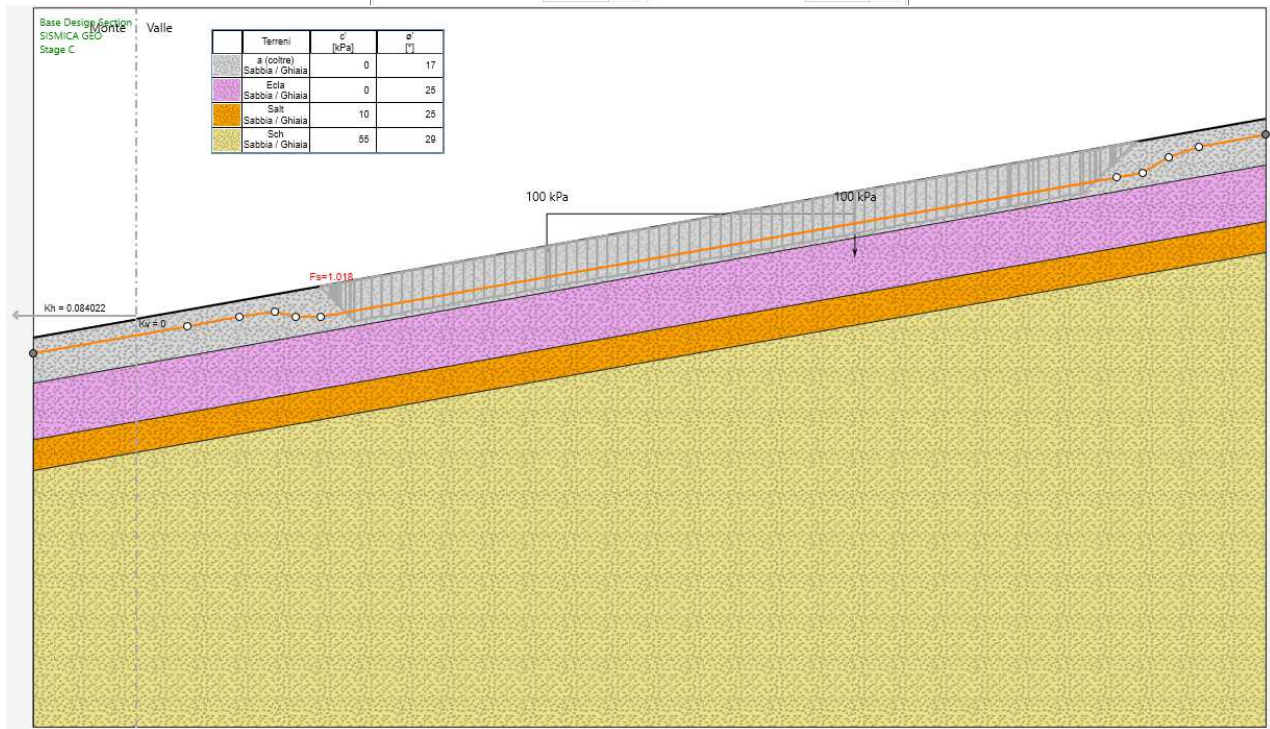 Base Design Section
SISMICA GEO
Stage C
Monte
Valle
Terreni c' [kPa] ø' [°]
a (coltre) Sabbia / Ghiaia 0 17
Ecla Sabbia / Ghiaia 0 25
Salt Sabbia / Ghiaia 10 25
Sch Sabbia / Ghiaia 55 29
100 kPa
100 kPa
Fs=1.018
Kh = 0.084022
Kv = 0